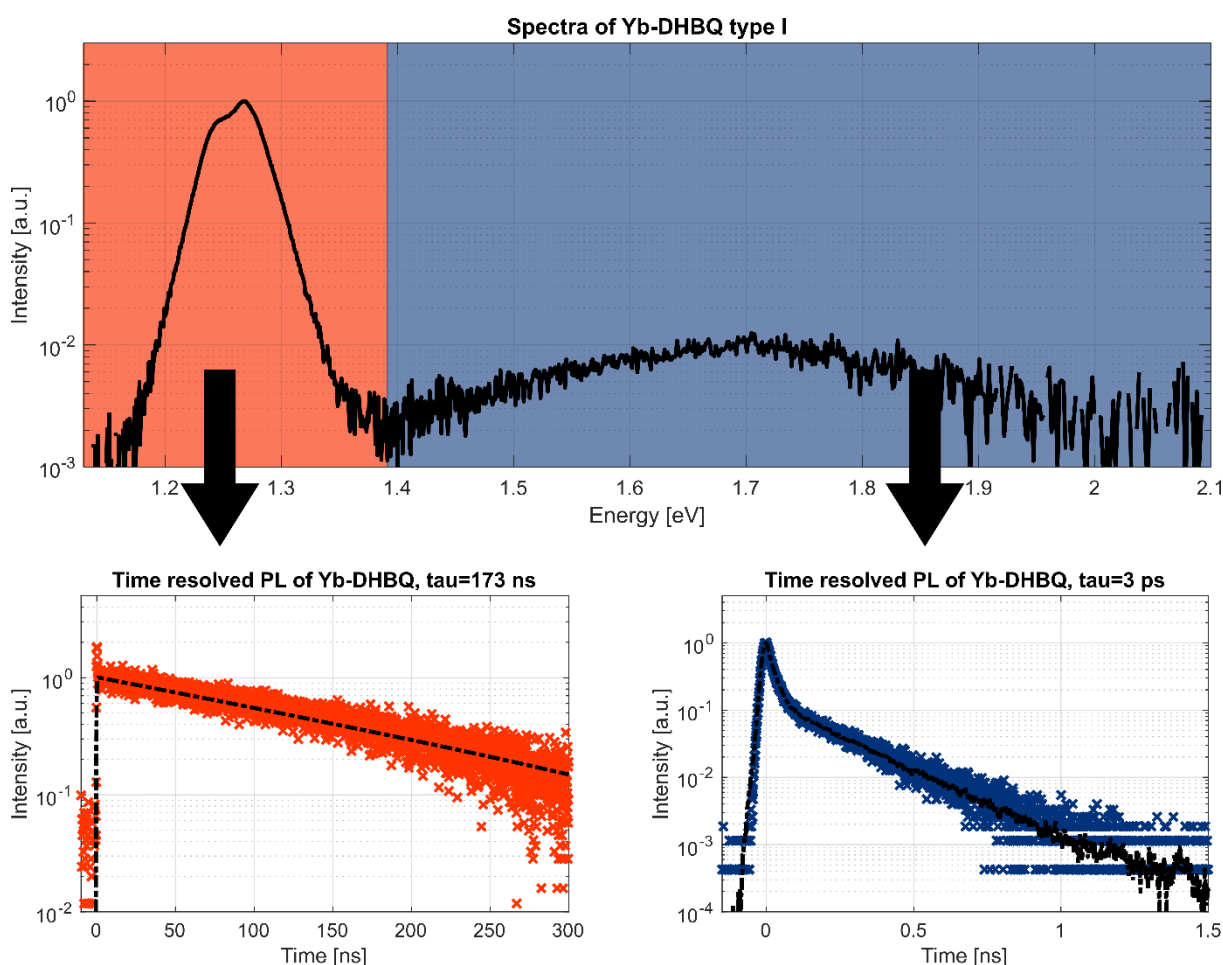 Spectra of Yb-DHBQ type I
Intensity [a.u.]
10^0
10^-1
10^-2
10^-3
1.2 1.3 1.4 1.5 1.6 1.7 1.8 1.9 2 2.1
Energy [eV]
Time resolved PL of Yb-DHBQ, tau=173 ns
Intensity [a.u.]
10^0
10^-1
10^-2
0 50 100 150 200 250 300
Time [ns]
Time resolved PL of Yb-DHBQ, tau=3 ps
Intensity [a.u.]
10^0
10^-1
10^-2
10^-3
10^-4
0 0.5 1 1.5
Time [ns]